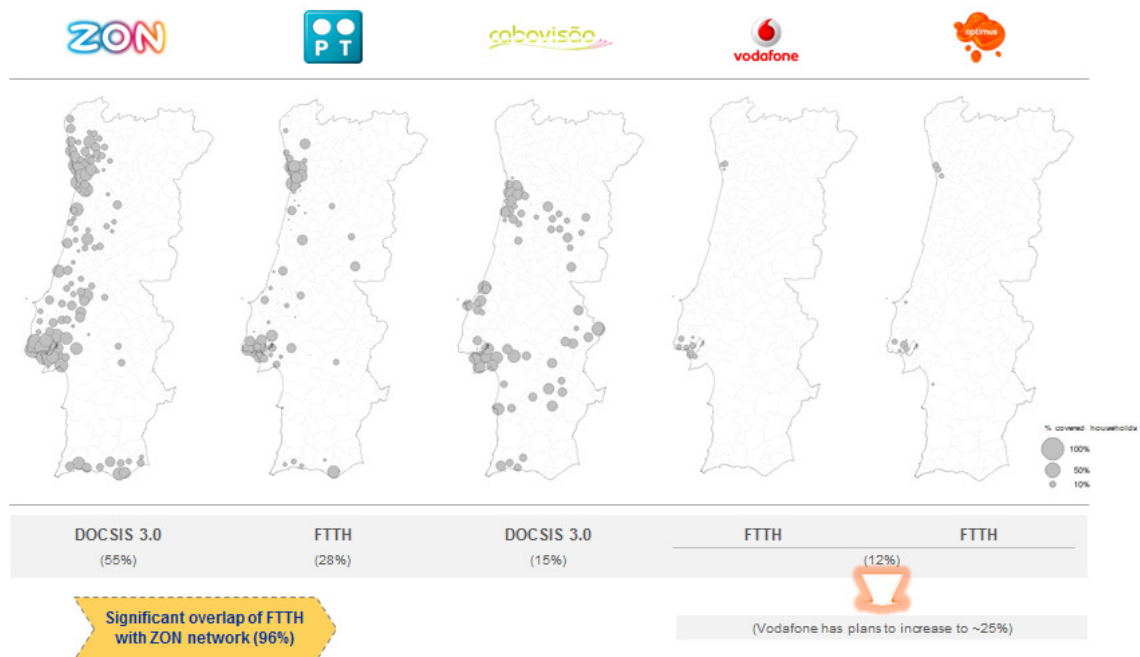 ZON
PT
cabovisão
vodafone
optimus
% covered households
100%
50%
10%
DOCSIS 3.0
FTTH
DOCSIS 3.0
FTTH
FTTH
(55%)
(28%)
(15%)
(12%)
Significant overlap of FTTH
with ZON network (96%)
(Vodafone has plans to increase to ~25%)